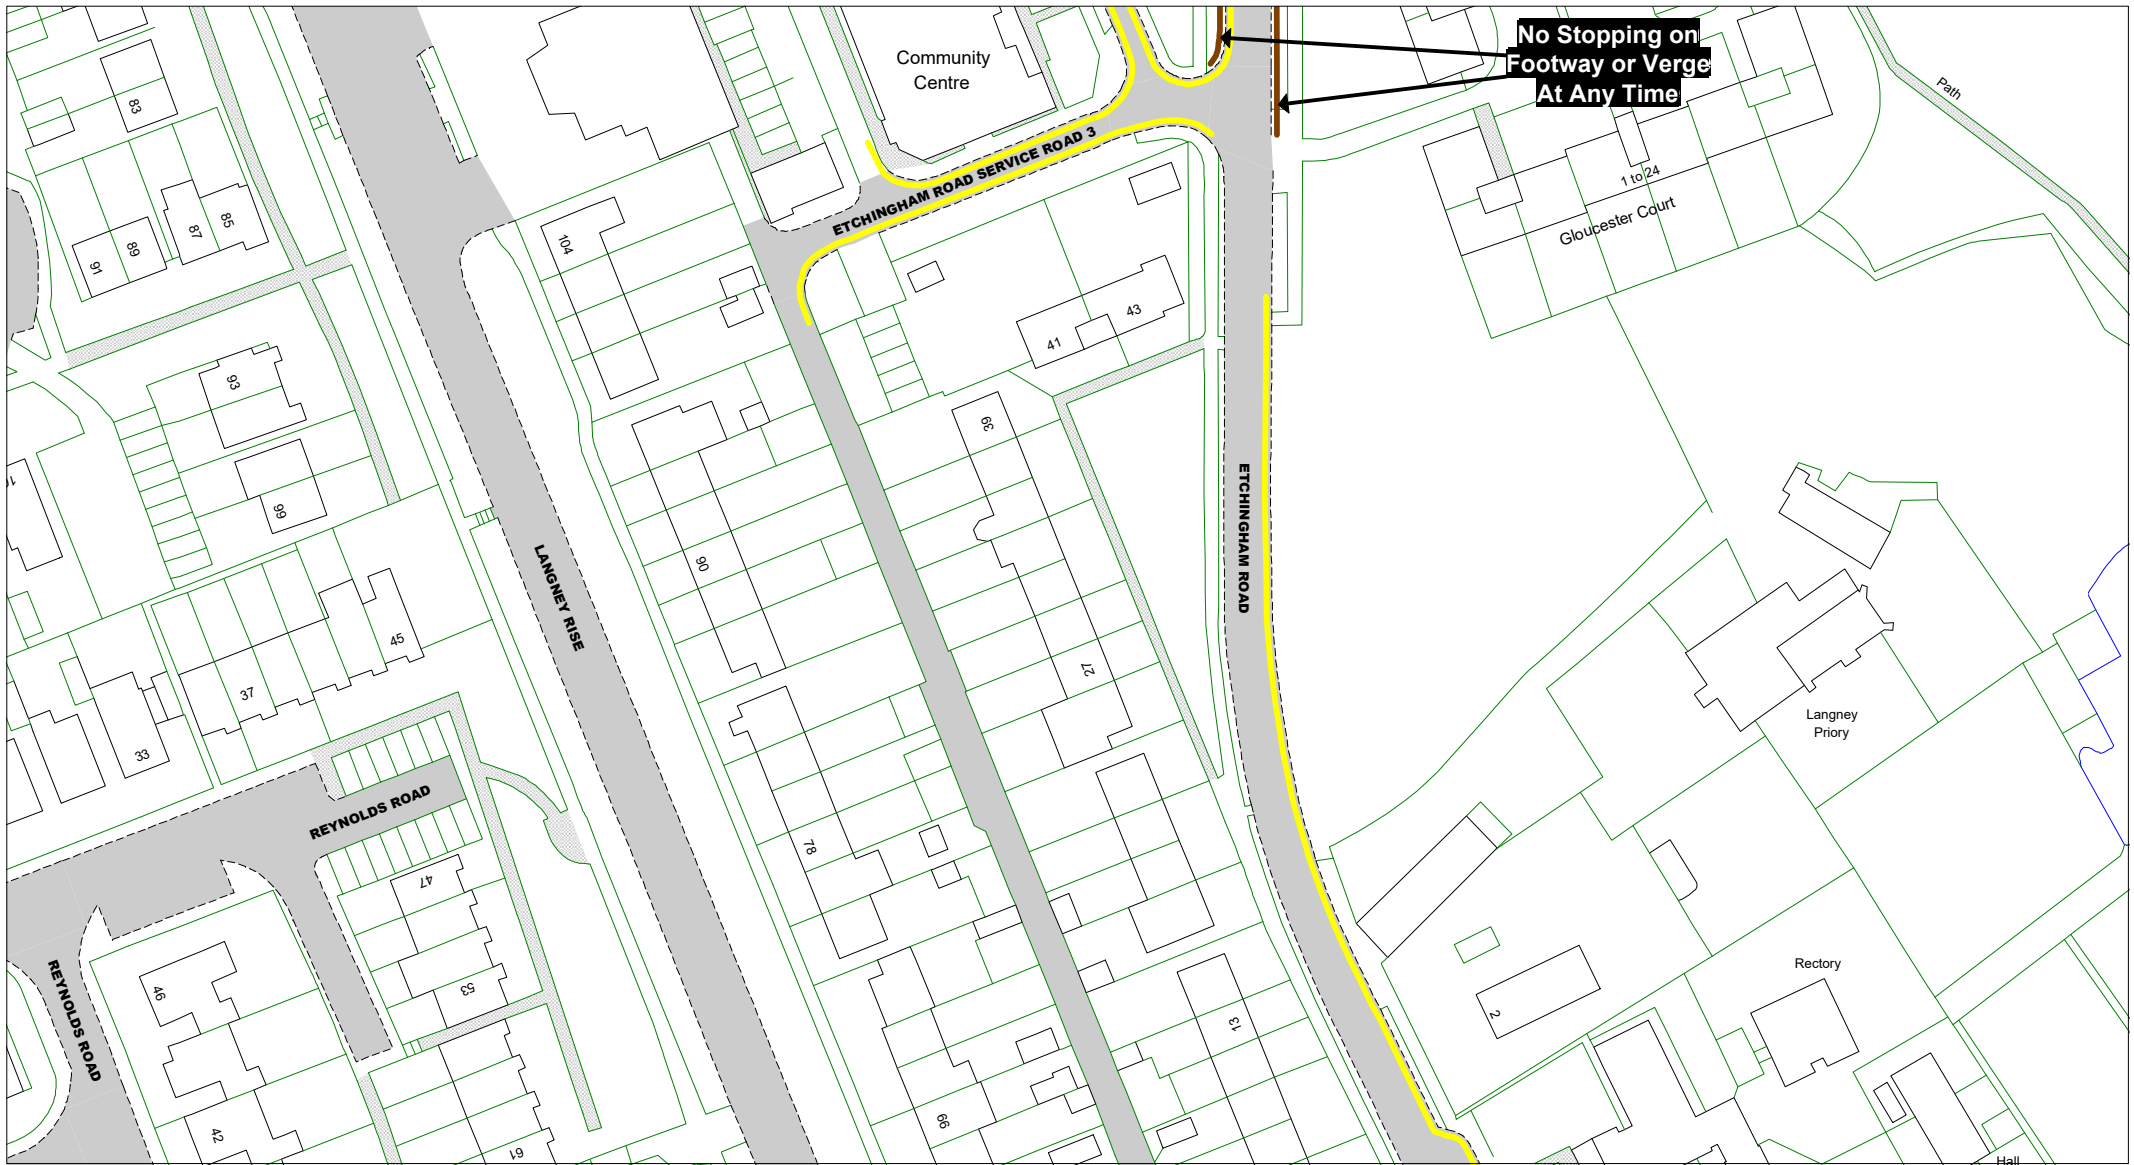 No Stopping on
Footway or Verge
At Any Time
Community
Centre
Path
83
ETCHINGHAM ROAD SERVICE ROAD 3
1 to 24
Gloucester Court
85
87
89
91
104
43
41
93
39
99
ETCHINGHAM ROAD
LANGNEY RISE
90
45
37
27
33
Langney
Priory
REYNOLDS ROAD
78
47
Rectory
53
46
2
13
REYNOLDS ROAD
42
66
61
Hall